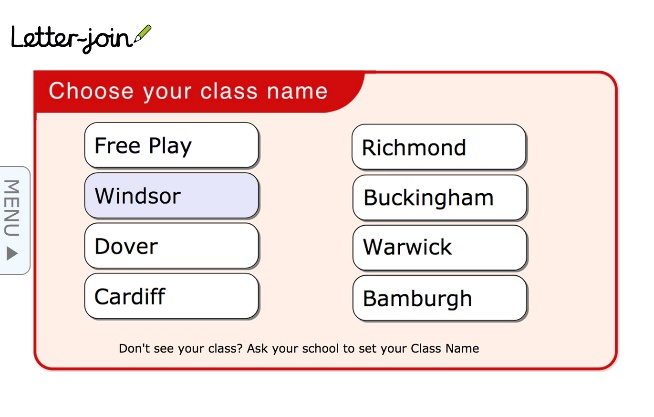 Letter-join
Choose your class name
Free Play
Windsor
Dover
Cardiff
Richmond
Buckingham
Warwick
Bamburgh
Don't see your class? Ask your school to set your Class Name
MENU